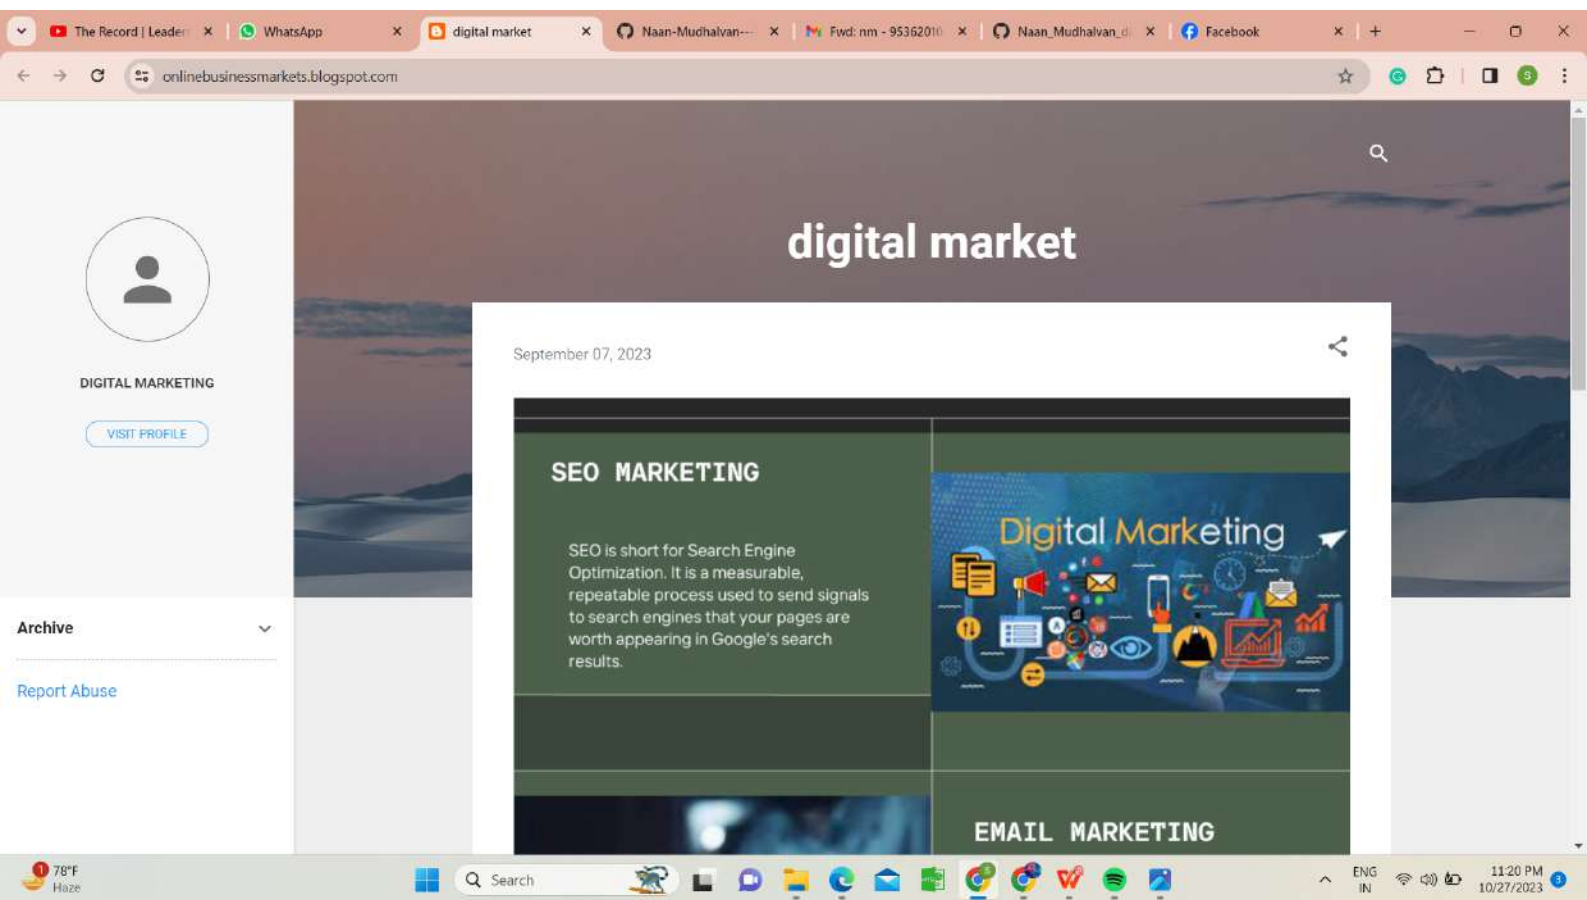 The Record | Leader
WhatsApp
digital market
Naan-Mudhalvan---
Fwd: nm - 95362010
Naan_Mudhalvan_d
Facebook
onlinebusinessmarkets.blogspot.com
S
digital market
DIGITAL MARKETING
VISIT PROFILE
September 07, 2023
SEO MARKETING
SEO is short for Search Engine
Optimization. It is a measurable,
repeatable process used to send signals
to search engines that your pages are
worth appearing in Google's search
results.
Digital Marketing
Archive
Report Abuse
EMAIL MARKETING
1
78°F
Haze
Search
ENG
IN
11:20 PM
10/27/2023
3